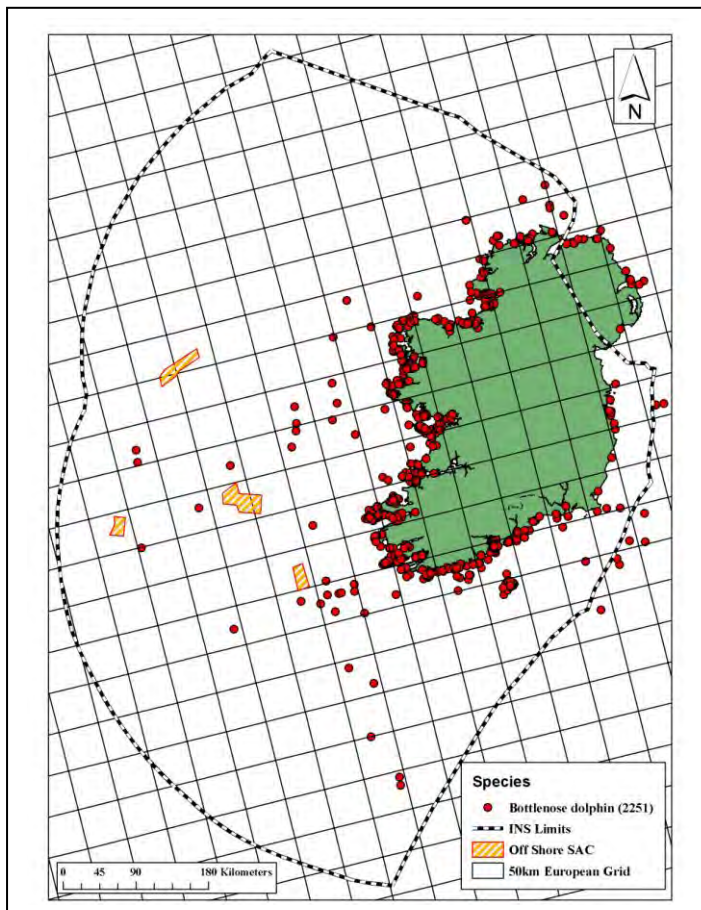 N
Species
Bottlenose dolphin (2251)
INS Limits
Off Shore SAC
50km European Grid
0 45 90 180 Kilometers